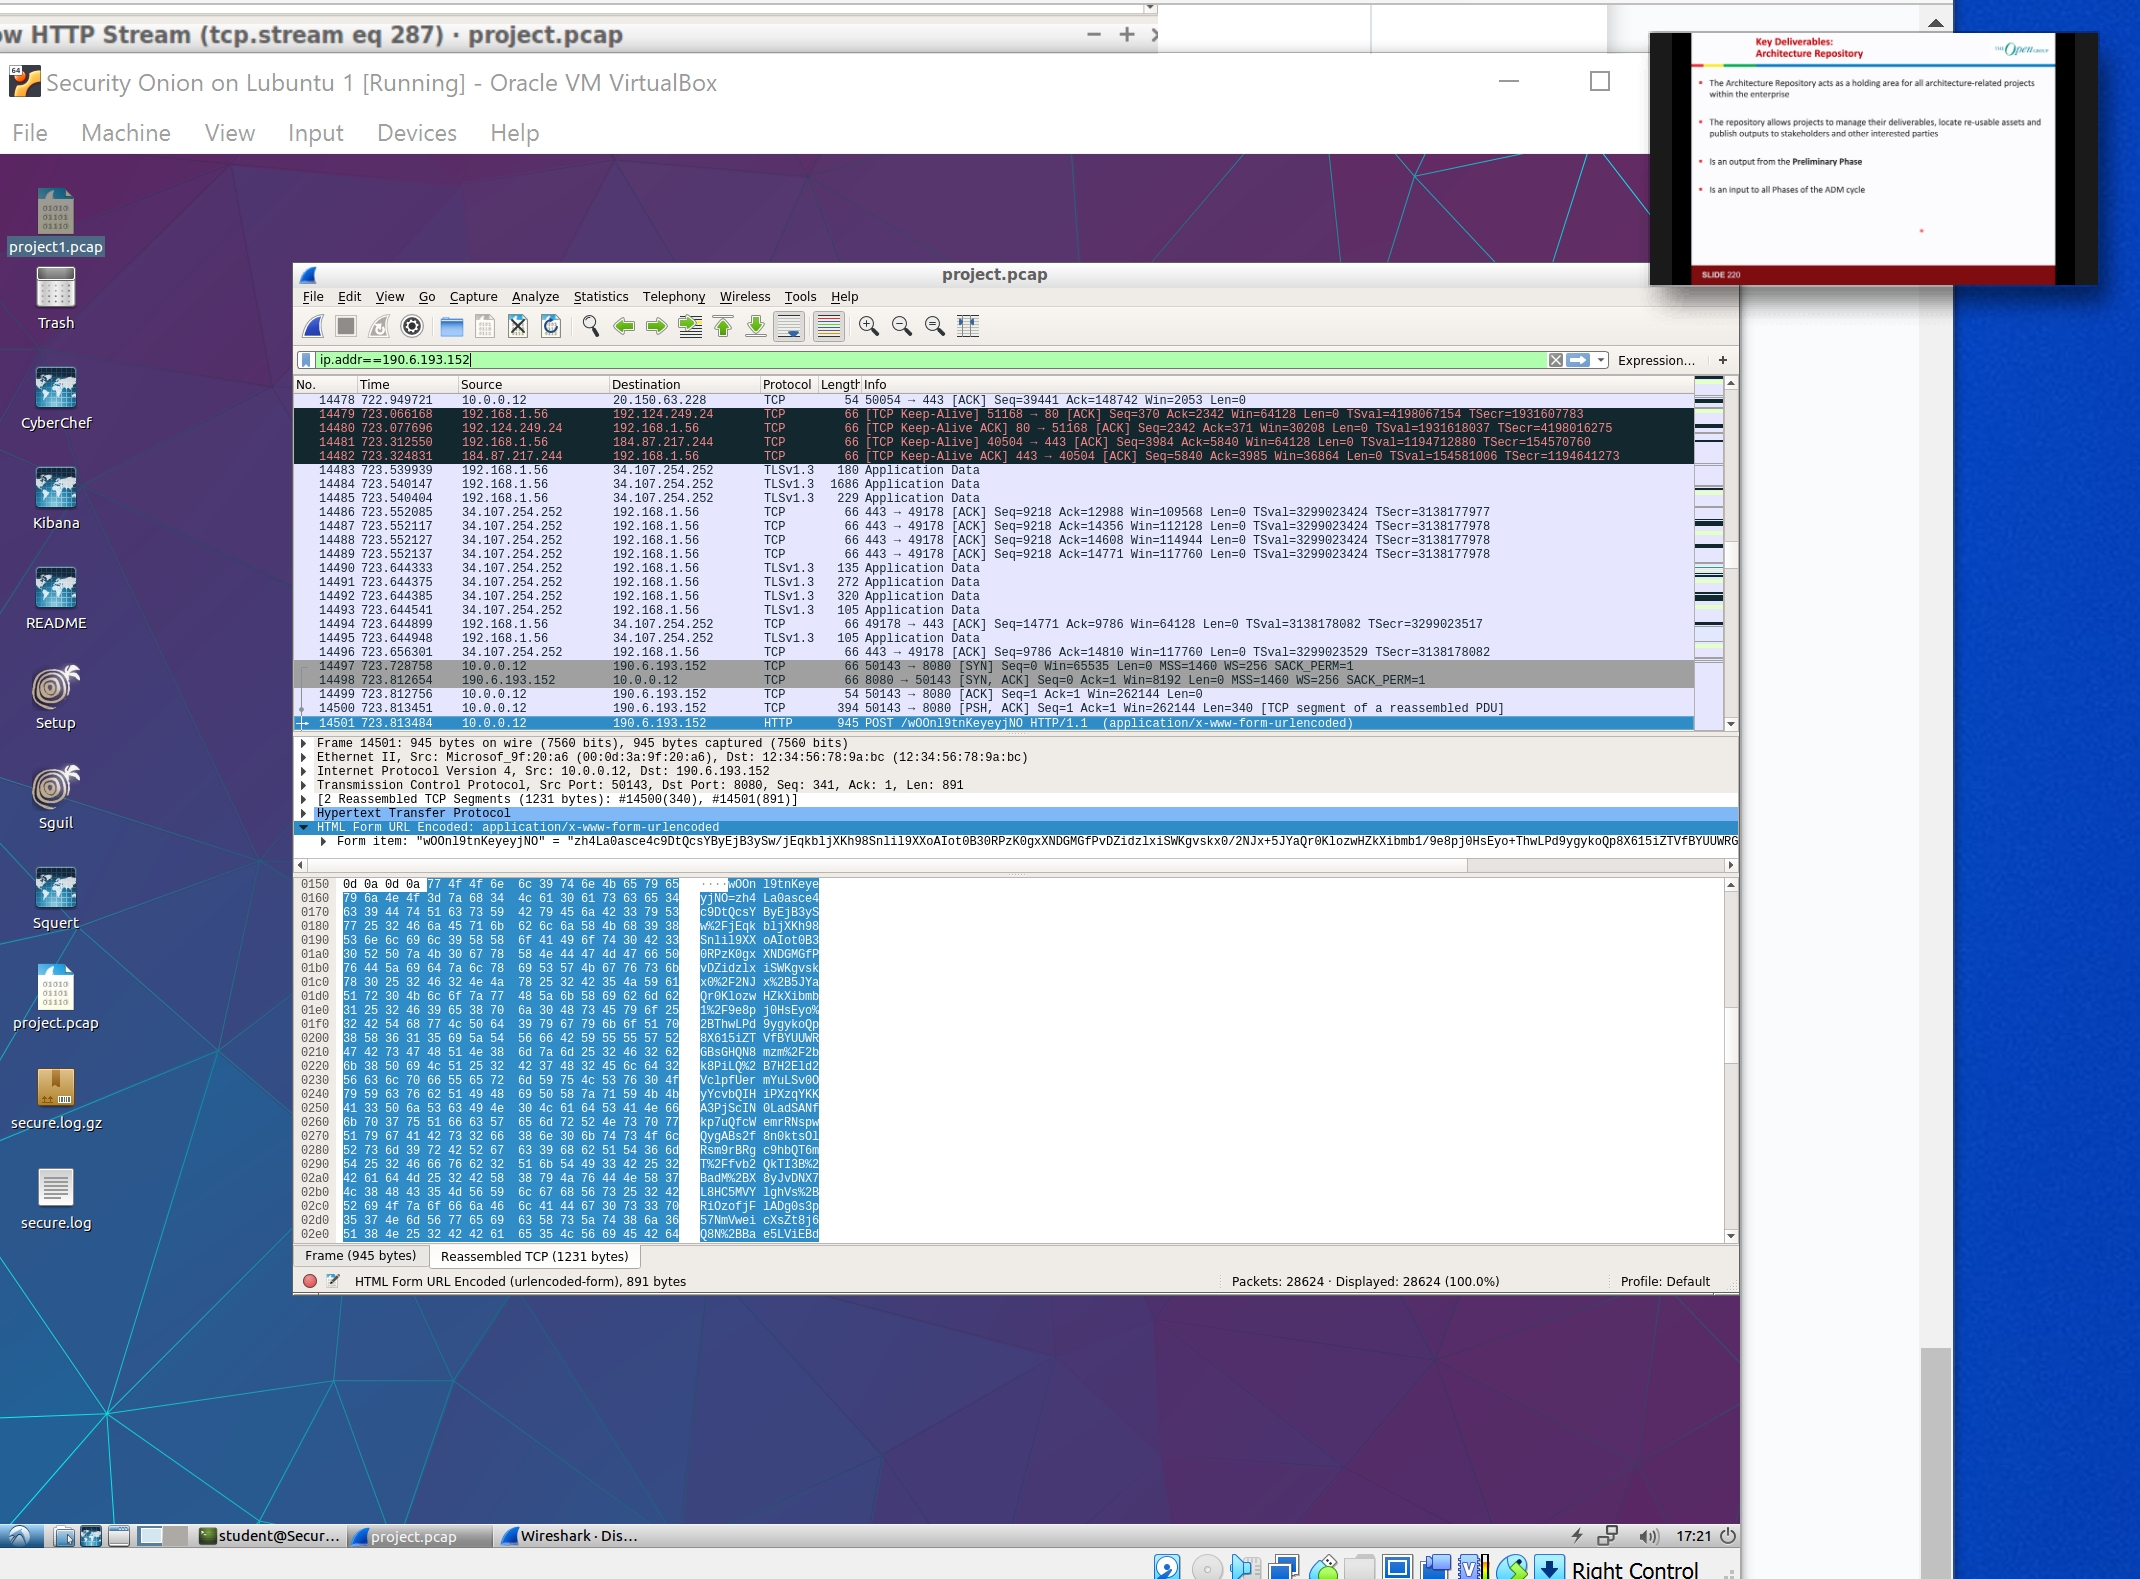 ow HTTP Stream (tcp.stream eq 287) · project.pcap
Security Onion on Lubuntu 1 [Running] - Oracle VM VirtualBox
File Machine View Input Devices Help
Key Deliverables:
Architecture Repository
THE Open GROUP
The Architecture Repository acts as a holding area for all architecture-related projects
within the enterprise
The repository allows projects to manage their deliverables, locate re-usable assets and
publish outputs to stakeholders and other interested parties
Is an output from the Preliminary Phase
Is an input to all Phases of the ADM cycle
SLIDE 220
project1.pcap
Trash
CyberChef
Kibana
README
Setup
Sguil
Squert
project.pcap
secure.log.gz
secure.log
project.pcap
File Edit View Go Capture Analyze Statistics Telephony Wireless Tools Help
ip.addr==190.6.193.152
Expression... +
No. Time Source Destination Protocol Length Info
14478 722.949721 10.0.0.12 20.150.63.228 TCP 54 50054 → 443 [ACK] Seq=39441 Ack=148742 Win=2053 Len=0
14479 723.066168 192.168.1.56 192.124.249.24 TCP 66 [TCP Keep-Alive] 51168 → 80 [ACK] Seq=370 Ack=2342 Win=64128 Len=0 TSval=4198067154 TSecr=1931607783
14480 723.077696 192.124.249.24 192.168.1.56 TCP 66 [TCP Keep-Alive ACK] 80 → 51168 [ACK] Seq=2342 Ack=371 Win=30208 Len=0 TSval=1931618037 TSecr=4198016275
14481 723.312550 192.168.1.56 184.87.217.244 TCP 66 [TCP Keep-Alive] 40504 → 443 [ACK] Seq=3984 Ack=5840 Win=64128 Len=0 TSval=1194712880 TSecr=154570760
14482 723.324831 184.87.217.244 192.168.1.56 TCP 66 [TCP Keep-Alive ACK] 443 → 40504 [ACK] Seq=5840 Ack=3985 Win=36864 Len=0 TSval=154581006 TSecr=1194641273
14483 723.539939 192.168.1.56 34.107.254.252 TLSv1.3 180 Application Data
14484 723.540147 192.168.1.56 34.107.254.252 TLSv1.3 1686 Application Data
14485 723.540404 192.168.1.56 34.107.254.252 TLSv1.3 229 Application Data
14486 723.552085 34.107.254.252 192.168.1.56 TCP 66 443 → 49178 [ACK] Seq=9218 Ack=12988 Win=109568 Len=0 TSval=3299023424 TSecr=3138177977
14487 723.552117 34.107.254.252 192.168.1.56 TCP 66 443 → 49178 [ACK] Seq=9218 Ack=14356 Win=112128 Len=0 TSval=3299023424 TSecr=3138177978
14488 723.552127 34.107.254.252 192.168.1.56 TCP 66 443 → 49178 [ACK] Seq=9218 Ack=14608 Win=114944 Len=0 TSval=3299023424 TSecr=3138177978
14489 723.552137 34.107.254.252 192.168.1.56 TCP 66 443 → 49178 [ACK] Seq=9218 Ack=14771 Win=117760 Len=0 TSval=3299023424 TSecr=3138177978
14490 723.644333 34.107.254.252 192.168.1.56 TLSv1.3 135 Application Data
14491 723.644375 34.107.254.252 192.168.1.56 TLSv1.3 272 Application Data
14492 723.644385 34.107.254.252 192.168.1.56 TLSv1.3 320 Application Data
14493 723.644541 34.107.254.252 192.168.1.56 TLSv1.3 105 Application Data
14494 723.644899 192.168.1.56 34.107.254.252 TCP 66 49178 → 443 [ACK] Seq=14771 Ack=9786 Win=64128 Len=0 TSval=3138178082 TSecr=3299023517
14495 723.644948 192.168.1.56 34.107.254.252 TLSv1.3 105 Application Data
14496 723.656301 34.107.254.252 192.168.1.56 TCP 66 443 → 49178 [ACK] Seq=9786 Ack=14810 Win=117760 Len=0 TSval=3299023529 TSecr=3138178082
14497 723.728758 10.0.0.12 190.6.193.152 TCP 66 50143 → 8080 [SYN] Seq=0 Win=65535 Len=0 MSS=1460 WS=256 SACK_PERM=1
14498 723.812654 190.6.193.152 10.0.0.12 TCP 66 8080 → 50143 [SYN, ACK] Seq=0 Ack=1 Win=8192 Len=0 MSS=1460 WS=256 SACK_PERM=1
14499 723.812756 10.0.0.12 190.6.193.152 TCP 54 50143 → 8080 [ACK] Seq=1 Ack=1 Win=262144 Len=0
14500 723.813451 10.0.0.12 190.6.193.152 TCP 394 50143 → 8080 [PSH, ACK] Seq=1 Ack=1 Win=262144 Len=340 [TCP segment of a reassembled PDU]
14501 723.813484 10.0.0.12 190.6.193.152 HTTP 945 POST /wOOnl9tnKeyeyjNO HTTP/1.1 (application/x-www-form-urlencoded)
Frame 14501: 945 bytes on wire (7560 bits), 945 bytes captured (7560 bits)
Ethernet II, Src: Microsof_9f:20:a6 (00:0d:3a:9f:20:a6), Dst: 12:34:56:78:9a:bc (12:34:56:78:9a:bc)
Internet Protocol Version 4, Src: 10.0.0.12, Dst: 190.6.193.152
Transmission Control Protocol, Src Port: 50143, Dst Port: 8080, Seq: 341, Ack: 1, Len: 891
[2 Reassembled TCP Segments (1231 bytes): #14500(340), #14501(891)]
Hypertext Transfer Protocol
HTML Form URL Encoded: application/x-www-form-urlencoded
Form item: "wOOnl9tnKeyeyjNO" = "zh4La0asce4c9DtQcsYByEjB3ySw/jEqkbljXKh98Snlil9XXoAIot0B30RPzK0gxXNDGMGfPvDZidzlxiSWKgvskx0/2NJx+5JYaQr0KlozwHZkXibmb1/9e8pj0HsEyo+ThwLPd9ygykoQp8X615iZTVfBYUUWRG
0150 0d 0a 0d 0a 77 4f 4f 6e 6c 39 74 6e 4b 65 79 65 ····wOOn l9tnKeye
0160 79 6a 4e 4f 3d 7a 68 34 4c 61 30 61 73 63 65 34 yjNO=zh4 La0asce4
0170 63 39 44 74 51 63 73 59 42 79 45 6a 42 33 79 53 c9DtQcsY ByEjB3yS
0180 77 25 32 46 6a 45 71 6b 62 6c 6a 58 4b 68 39 38 w%2FjEqk bljXKh98
0190 53 6e 6c 69 6c 39 58 58 6f 41 49 6f 74 30 42 33 Snlil9XX oAIot0B3
01a0 30 52 50 7a 4b 30 67 78 58 4e 44 47 4d 47 66 50 0RPzK0gx XNDGMGfP
01b0 76 44 5a 69 64 7a 6c 78 69 53 57 4b 67 76 73 6b vDZidzlx iSWKgvsk
01c0 78 30 25 32 46 32 4e 4a 78 25 32 42 35 4a 59 61 x0%2F2NJ x%2B5JYa
01d0 51 72 30 4b 6c 6f 7a 77 48 5a 6b 58 69 62 6d 62 Qr0Klozw HZkXibmb
01e0 31 25 32 46 39 65 38 70 6a 30 48 73 45 79 6f 25 1%2F9e8p j0HsEyo%
01f0 32 42 54 68 77 4c 50 64 39 79 67 79 6b 6f 51 70 2BThwLPd 9ygykoQp
0200 38 58 36 31 35 69 5a 54 56 66 42 59 55 55 57 52 8X615iZT VfBYUUWR
0210 47 42 73 47 48 51 4e 38 6d 7a 6d 25 32 46 32 62 GBsGHQN8 mzm%2F2b
0220 6b 38 50 69 4c 51 25 32 42 37 48 32 45 6c 64 32 k8PiLQ%2 B7H2Eld2
0230 56 63 6c 70 66 55 65 72 6d 59 75 4c 53 76 30 4f VclpfUer mYuLSv0O
0240 79 59 63 76 62 51 49 48 69 50 58 7a 71 59 4b 4b yYcvbQIH iPXzqYKK
0250 41 33 50 6a 53 63 49 4e 30 4c 61 64 53 41 4e 66 A3PjScIN 0LadSANf
0260 6b 70 37 75 51 66 63 57 65 6d 72 52 4e 73 70 77 kp7uQfcW emrRNspw
0270 51 79 67 41 42 73 32 66 38 6e 30 6b 74 73 4f 6c QygABs2f 8n0ktsOl
0280 52 73 6d 39 72 42 52 67 63 39 68 62 51 54 36 6d Rsm9rBRg c9hbQT6m
0290 54 25 32 46 66 76 62 32 51 6b 54 49 33 42 25 32 T%2Ffvb2 QkTI3B%2
02a0 42 61 64 4d 25 32 42 58 38 79 4a 76 44 4e 58 37 BadM%2BX 8yJvDNX7
02b0 4c 38 48 43 35 4d 56 59 6c 67 68 56 73 25 32 42 L8HC5MVY lghVs%2B
02c0 52 69 4f 7a 6f 66 6a 46 6c 41 44 67 30 73 33 70 RiOzofjF lADg0s3p
02d0 35 37 4e 6d 56 77 65 69 63 58 73 5a 74 38 6a 36 57NmVwei cXsZt8j6
02e0 51 38 4e 25 32 42 42 61 65 35 4c 56 69 45 42 64 Q8N%2BBa e5LViEBd
Frame (945 bytes) Reassembled TCP (1231 bytes)
HTML Form URL Encoded (urlencoded-form), 891 bytes
Packets: 28624 · Displayed: 28624 (100.0%)
Profile: Default
student@Secur...
project.pcap
Wireshark · Dis...
17:21
Right Control